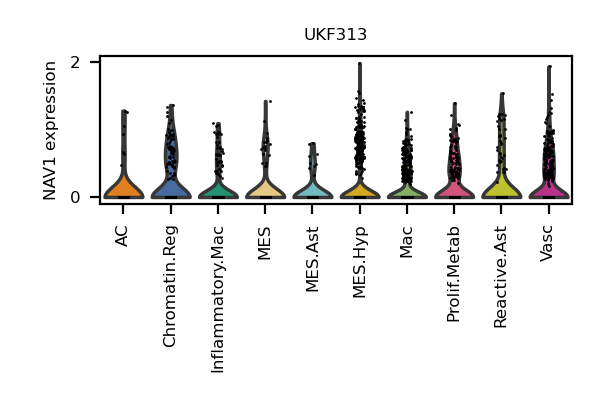 UKF313
NAV1 expression
2
0
AC
Chromatin.Reg
Inflammatory.Mac
MES
MES.Ast
MES.Hyp
Mac
Prolif.Metab
Reactive.Ast
Vasc